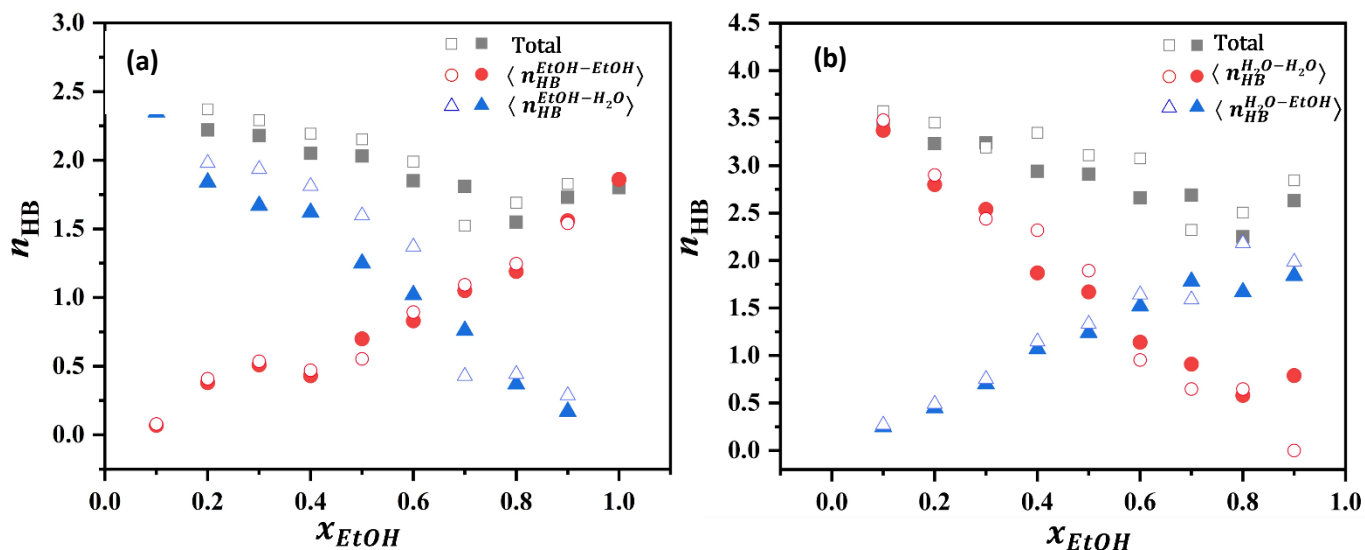 (a)
Total
⟨ n_HB^{EtOH−EtOH} ⟩
⟨ n_HB^{EtOH−H₂O} ⟩
3.0
2.5
2.0
1.5
1.0
0.5
0.0
n_HB
0.0 0.2 0.4 0.6 0.8 1.0
x_EtOH
(b)
Total
⟨ n_HB^{H₂O−H₂O} ⟩
⟨ n_HB^{H₂O−EtOH} ⟩
4.5
4.0
3.5
3.0
2.5
2.0
1.5
1.0
0.5
0.0
n_HB
0.0 0.2 0.4 0.6 0.8 1.0
x_EtOH